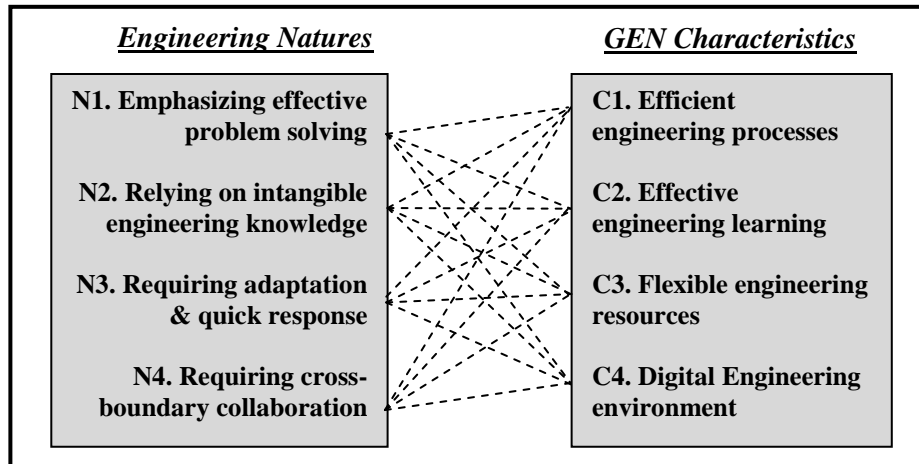 Engineering Natures
GEN Characteristics
N1. Emphasizing effective
problem solving
N2. Relying on intangible
engineering knowledge
N3. Requiring adaptation
& quick response
N4. Requiring cross-
boundary collaboration
C1. Efficient
engineering processes
C2. Effective
engineering learning
C3. Flexible engineering
resources
C4. Digital Engineering
environment